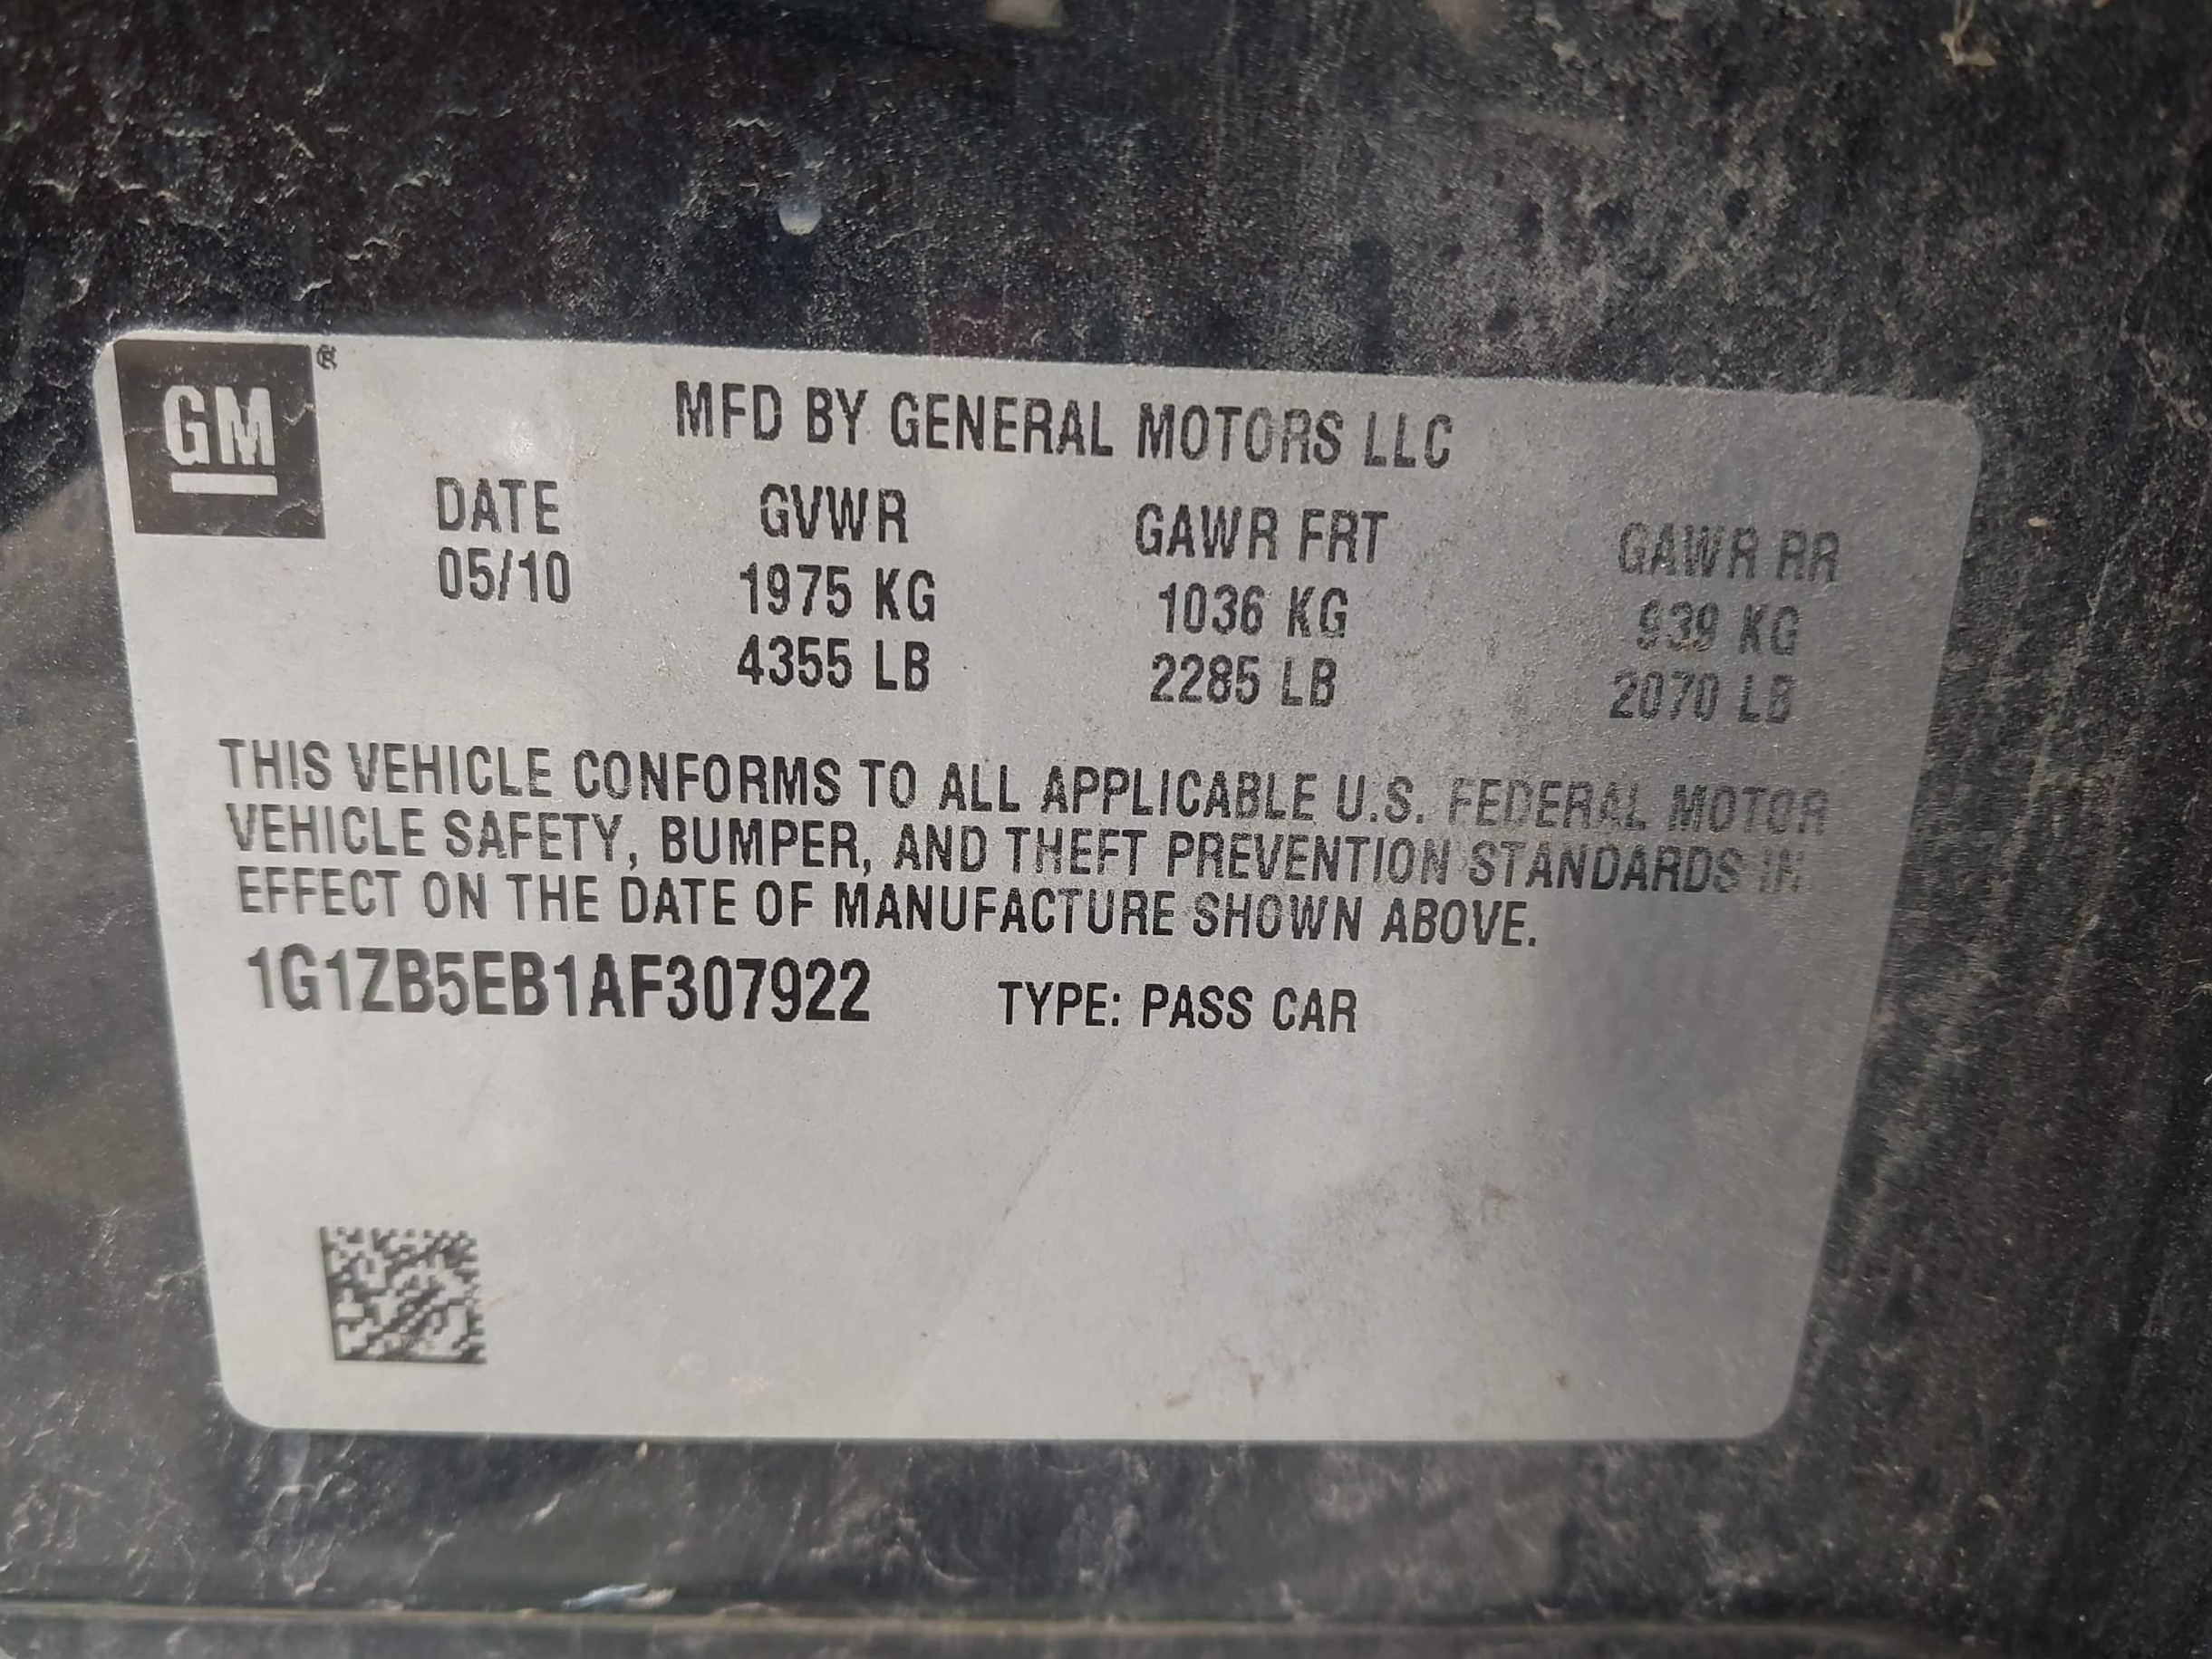 GM ®
MFD BY GENERAL MOTORS LLC
DATE GVWR GAWR FRT GAWR RR
05/10 1975 KG 1036 KG 939 KG
4355 LB 2285 LB 2070 LB
THIS VEHICLE CONFORMS TO ALL APPLICABLE U.S. FEDERAL MOTOR
VEHICLE SAFETY, BUMPER, AND THEFT PREVENTION STANDARDS IN
EFFECT ON THE DATE OF MANUFACTURE SHOWN ABOVE.
1G1ZB5EB1AF307922 TYPE: PASS CAR